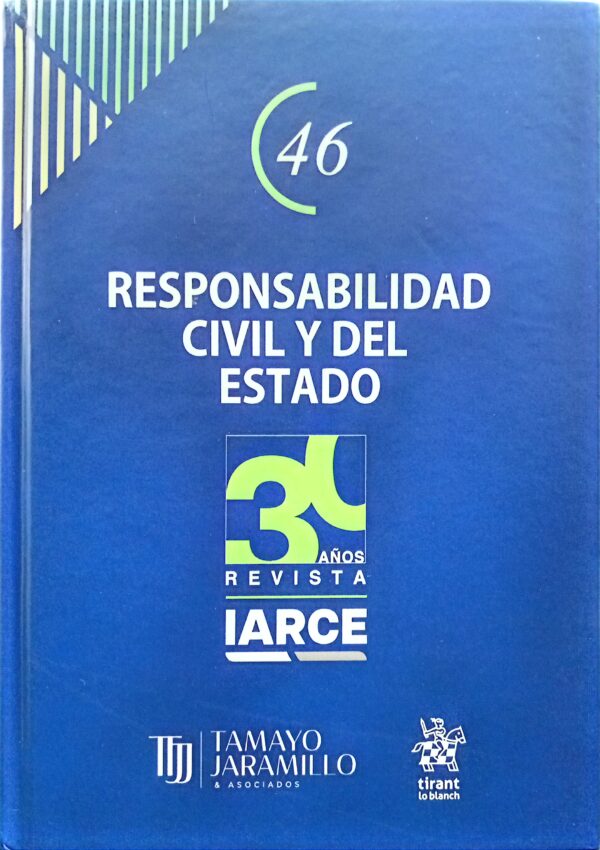 46
RESPONSABILIDAD
CIVIL Y DEL
ESTADO
30
AÑOS
REVISTA
IARCE
TJJ
TAMAYO
JARAMILLO
& ASOCIADOS
tirant
lo blanch